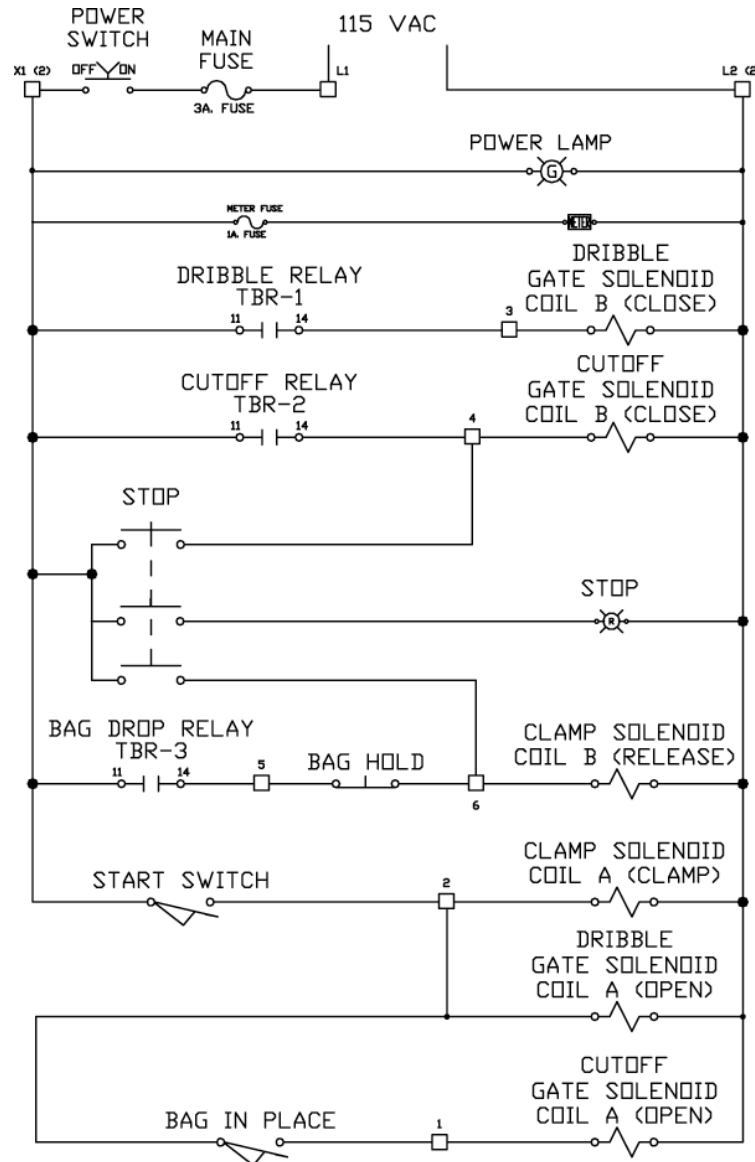 POWER
SWITCH
MAIN
FUSE
115 VAC
X1 (2)
OFF ON
L1
L2 (2
3A. FUSE
POWER LAMP
G
METER FUSE
1A. FUSE
METER
DRIBBLE RELAY
TBR-1
11
14
3
DRIBBLE
GATE SOLENOID
COIL B (CLOSE)
CUTOFF RELAY
TBR-2
11
14
4
CUTOFF
GATE SOLENOID
COIL B (CLOSE)
STOP
STOP
R
BAG DROP RELAY
TBR-3
11
14
5
BAG HOLD
6
CLAMP SOLENOID
COIL B (RELEASE)
START SWITCH
2
CLAMP SOLENOID
COIL A (CLAMP)
DRIBBLE
GATE SOLENOID
COIL A (OPEN)
BAG IN PLACE
1
CUTOFF
GATE SOLENOID
COIL A (OPEN)